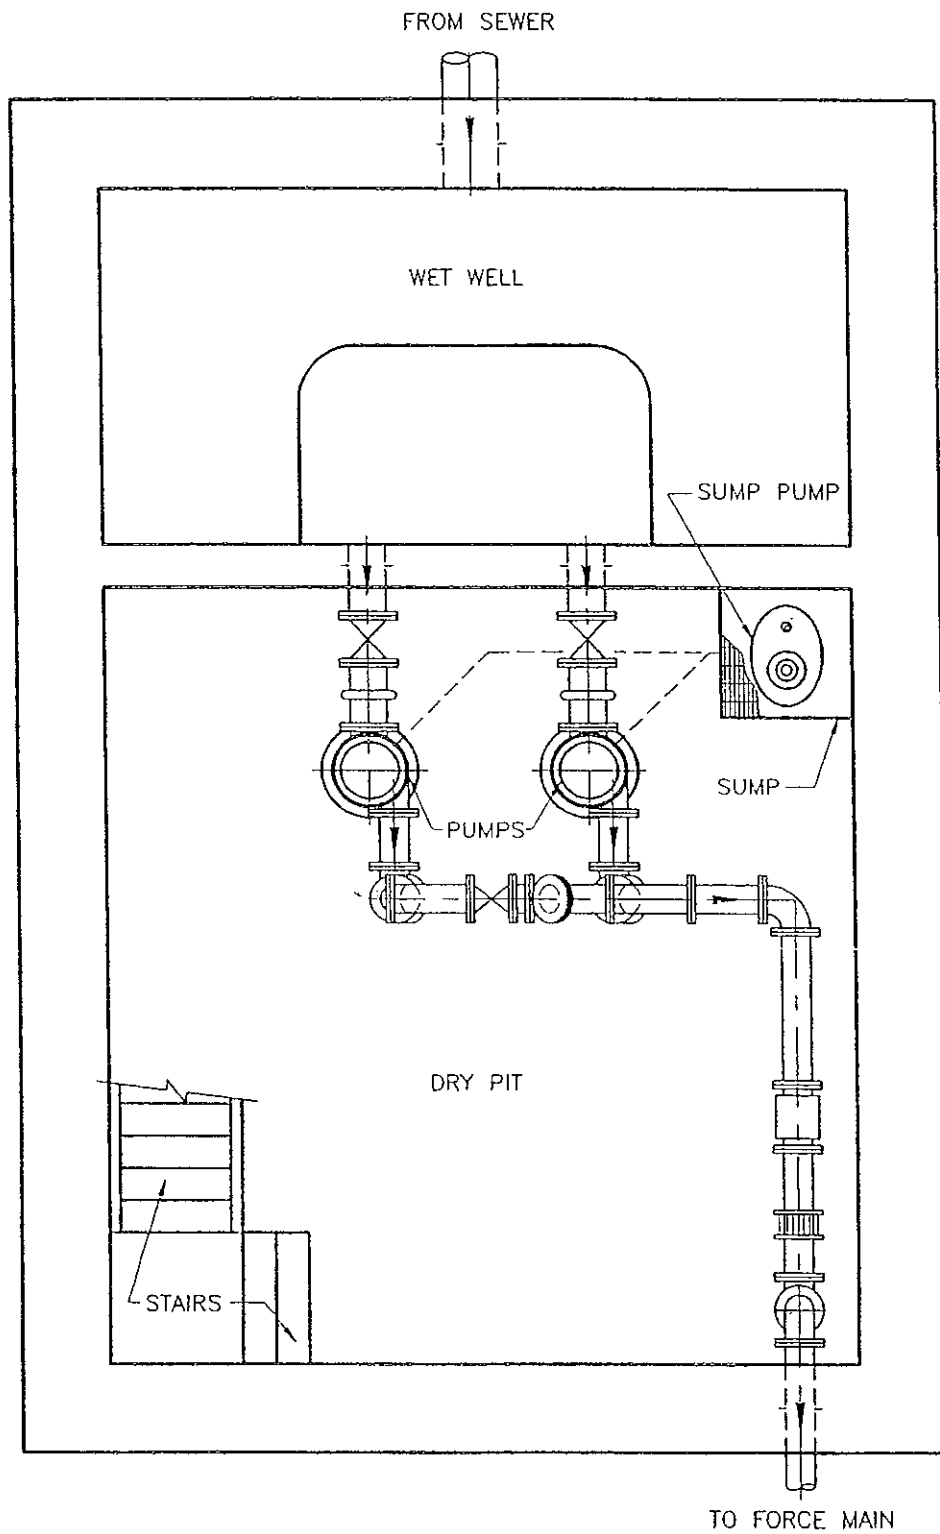 FROM SEWER
WET WELL
SUMP PUMP
SUMP
PUMPS
DRY PIT
STAIRS
TO FORCE MAIN